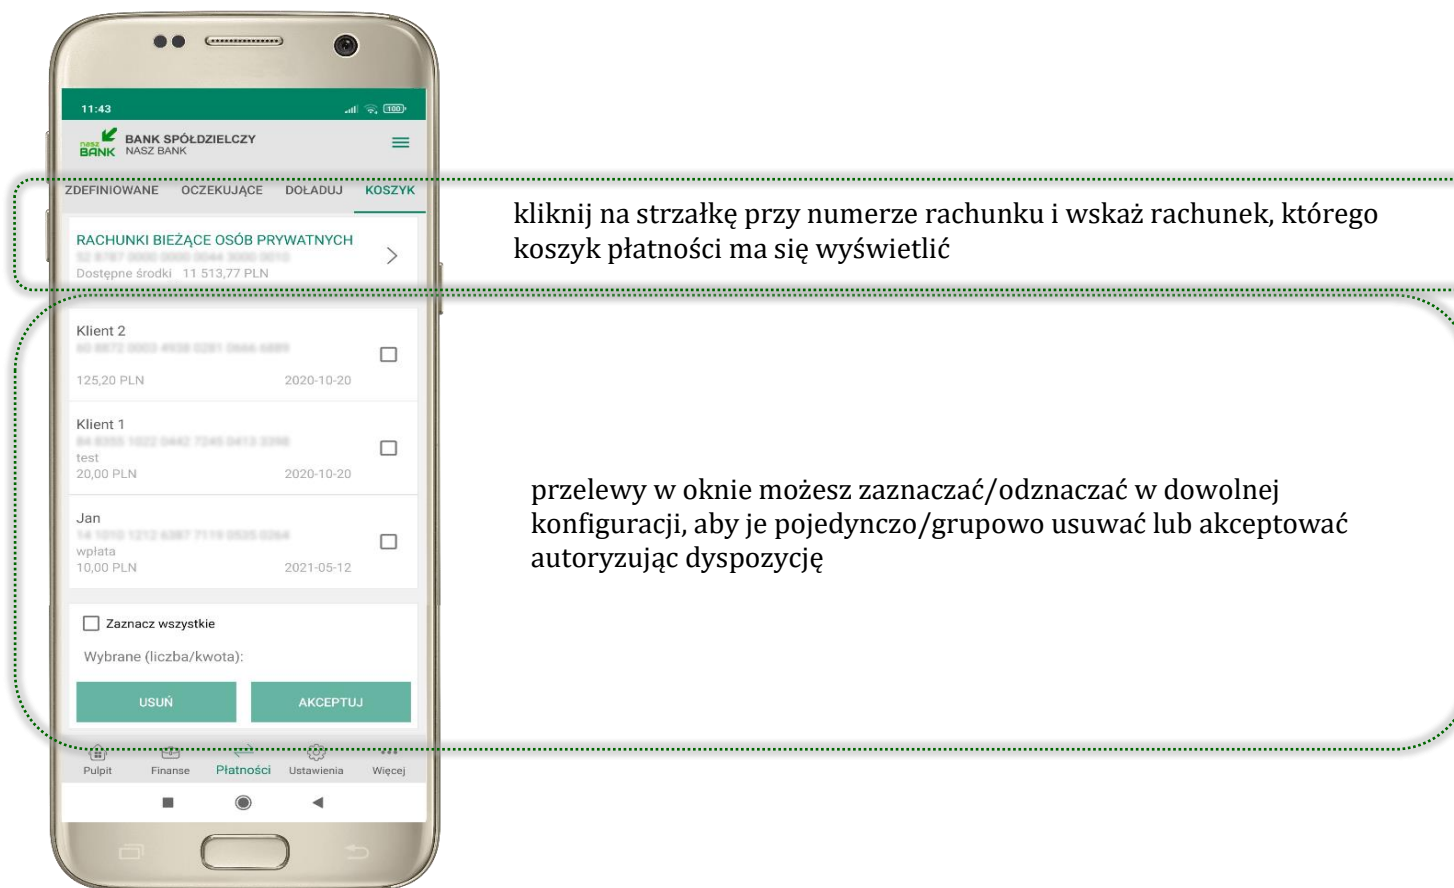 11:43
100
nasz
BANK
BANK SPÓŁDZIELCZY
NASZ BANK
ZDEFINIOWANE OCZEKUJĄCE DOŁADUJ KOSZYK
RACHUNKI BIEŻĄCE OSÓB PRYWATNYCH
Dostępne środki 11 513,77 PLN
kliknij na strzałkę przy numerze rachunku i wskaż rachunek, którego
koszyk płatności ma się wyświetlić
Klient 2
125,20 PLN 2020-10-20
Klient 1
test
20,00 PLN 2020-10-20
Jan
wpłata
10,00 PLN 2021-05-12
przelewy w oknie możesz zaznaczać/odznaczać w dowolnej
konfiguracji, aby je pojedynczo/grupowo usuwać lub akceptować
autoryzując dyspozycję
Zaznacz wszystkie
Wybrane (liczba/kwota):
USUŃ AKCEPTUJ
Pulpit Finanse Płatności Ustawienia Więcej